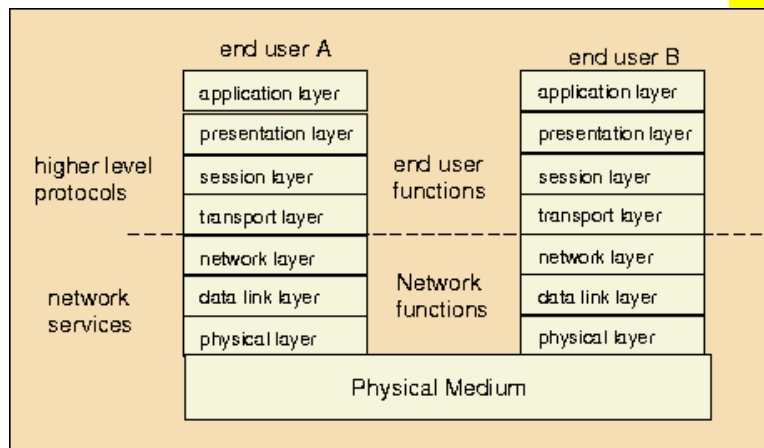 end user A
end user B
application layer
application layer
presentation layer
presentation layer
higher level
protocols
session layer
end user
functions
session layer
transport layer
transport layer
network layer
network layer
network
services
data link layer
Network
functions
data link layer
physical layer
physical layer
Physical Medium